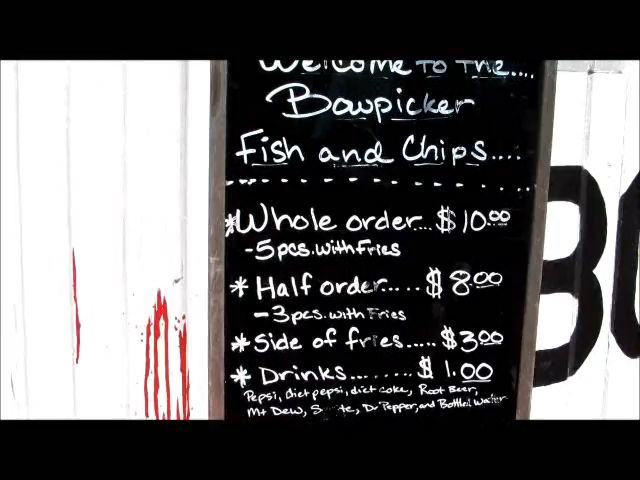 Welcome to the....
Bowpicker
Fish and Chips....
*Whole order...$10.00
-5pcs.with Fries
* Half order.....$ 8.00
-3pcs.with Fries
*Side of fries.....$3.00
* Drinks........$ 1.00
Pepsi, diet pepsi, diet coke, Root Beer,
Mt Dew, Dr Pepper, and Bottled Water